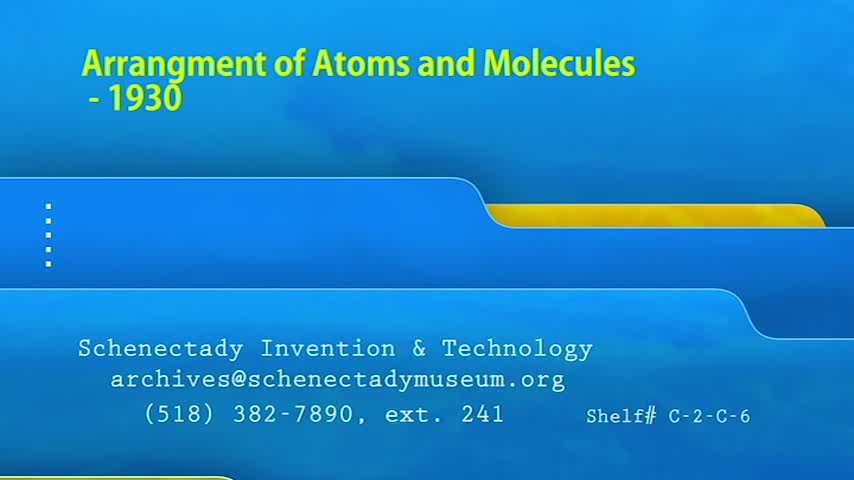 Arrangment of Atoms and Molecules
- 1930
Schenectady Invention & Technology
archives@schenectadymuseum.org
(518) 382-7890, ext. 241
Shelf# C-2-C-6